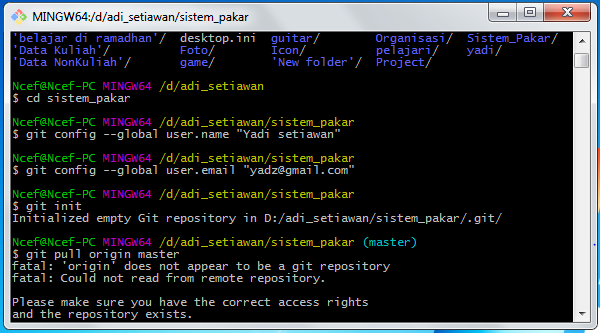 MINGW64:/d/adi_setiawan/sistem_pakar
'belajar di ramadhan'/  desktop.ini  guitar/  Organisasi/  Sistem_Pakar/
'Data Kuliah'/  Foto/  Icon/  pelajari/  yadi/
'Data NonKuliah'/  game/  'New folder'/  Project/
Ncef@Ncef-PC MINGW64 /d/adi_setiawan
$ cd sistem_pakar
Ncef@Ncef-PC MINGW64 /d/adi_setiawan/sistem_pakar
$ git config --global user.name "Yadi setiawan"
Ncef@Ncef-PC MINGW64 /d/adi_setiawan/sistem_pakar
$ git config --global user.email "yadz@gmail.com"
Ncef@Ncef-PC MINGW64 /d/adi_setiawan/sistem_pakar
$ git init
Initialized empty Git repository in D:/adi_setiawan/sistem_pakar/.git/
Ncef@Ncef-PC MINGW64 /d/adi_setiawan/sistem_pakar (master)
$ git pull origin master
fatal: 'origin' does not appear to be a git repository
fatal: Could not read from remote repository.
Please make sure you have the correct access rights
and the repository exists.